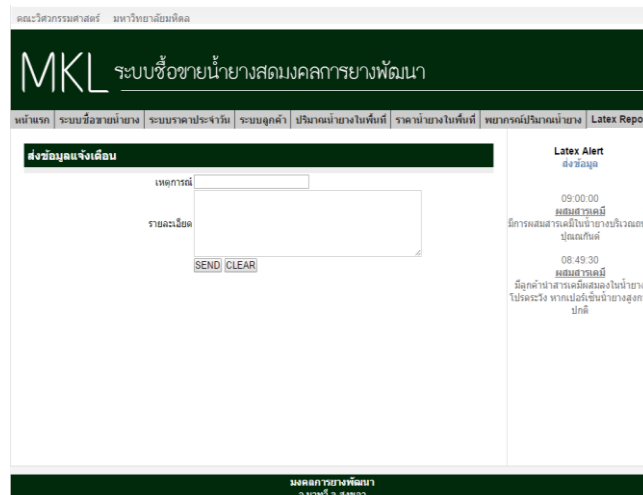 คณะวิศวกรรมศาสตร์ มหาวิทยาลัยมหิดล
MKL ระบบซื้อขายน้ำยางสดมงคลการยางพัฒนา
หน้าแรก ระบบซื้อขายน้ำยาง ระบบราคาประจำวัน ระบบลูกค้า ปริมาณน้ำยางในพื้นที่ ราคาน้ำยางในพื้นที่ พยากรณ์ปริมาณน้ำยาง Latex Repo
ส่งข้อมูลแจ้งเตือน
เหตุการณ์
รายละเอียด
SEND CLEAR
Latex Alert
ส่งข้อมูล
09:00:00
ผสมสารเคมี
มีการผสมสารเคมีในน้ำยางบริเวณถน
ปุณณกันต์
08:49:30
ผสมสารเคมี
มีลูกค้านำสารเคมีผสมลงในน้ำยาง
โปรดระวัง หากเปอร์เซ็นน้ำยางสูงก
ปกติ
มงคลการยางพัฒนา